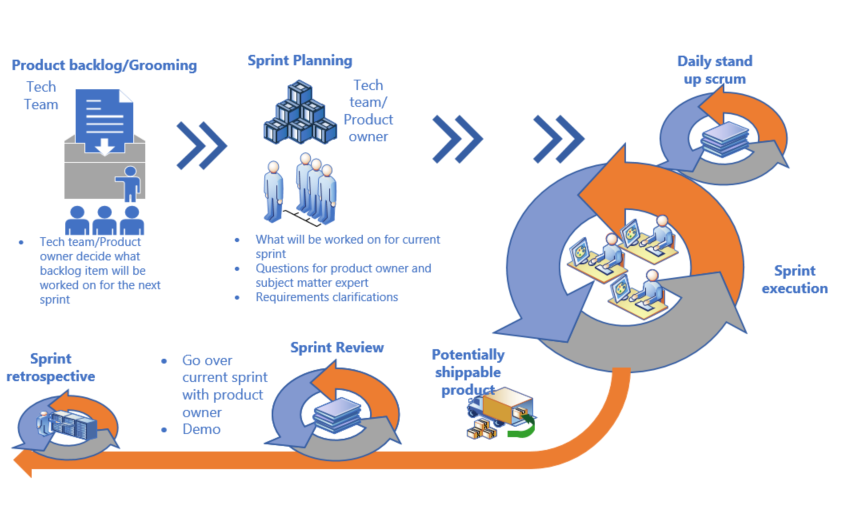 Product backlog/Grooming
Tech
Team
• Tech team/Product
owner decide what
backlog item will be
worked on for the next
sprint
Sprint Planning
Tech
team/
Product
owner
• What will be worked on for current
sprint
• Questions for product owner and
subject matter expert
• Requirements clarifications
Daily stand
up scrum
Sprint
execution
Potentially
shippable
product
Sprint Review
• Go over
current sprint
with product
owner
• Demo
Sprint
retrospective